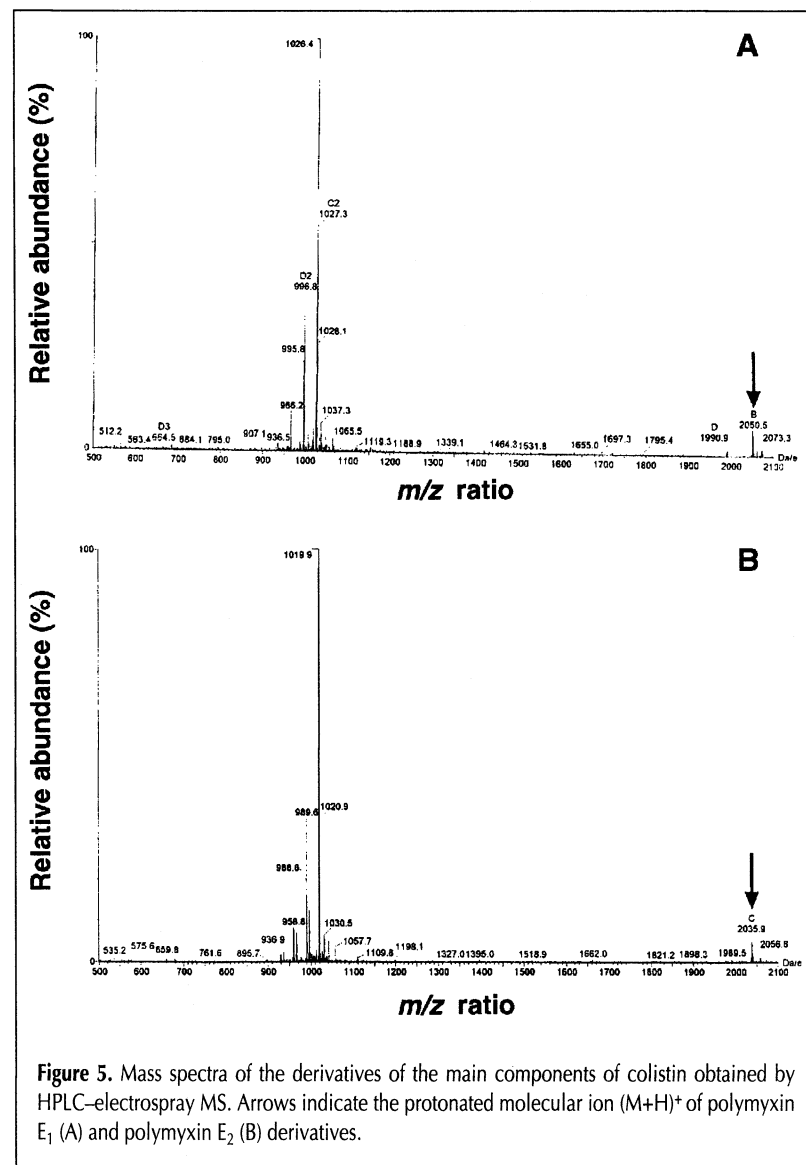 A
100
1026.4
Relative abundance (%)
C2
1027.3
D2
996.8
1028.1
995.8
966.2
1037.3
512.2
563.4
D3
654.5
684.1
795.0
907.1
936.5
1065.5
1119.3
1188.9
1339.1
1464.3
1531.8
1655.0
1697.3
1795.4
D
1990.9
B
2050.5
2073.3
0
500 600 700 800 900 1000 1100 1200 1300 1400 1500 1600 1700 1800 1900 2000 2100
Da/e
m/z ratio
B
100
1019.9
Relative abundance (%)
989.6
1020.9
988.8
958.8
936.9
1030.5
535.2
575.6
659.8
761.6
895.7
1057.7
1109.8
1198.1
1327.0
1395.0
1518.9
1662.0
1821.2
1898.3
1989.5
C
2035.9
2056.8
0
500 600 700 800 900 1000 1100 1200 1300 1400 1500 1600 1700 1800 1900 2000 2100
Da/e
m/z ratio
Figure 5. Mass spectra of the derivatives of the main components of colistin obtained by
HPLC–electrospray MS. Arrows indicate the protonated molecular ion (M+H)+ of polymyxin
E1 (A) and polymyxin E2 (B) derivatives.